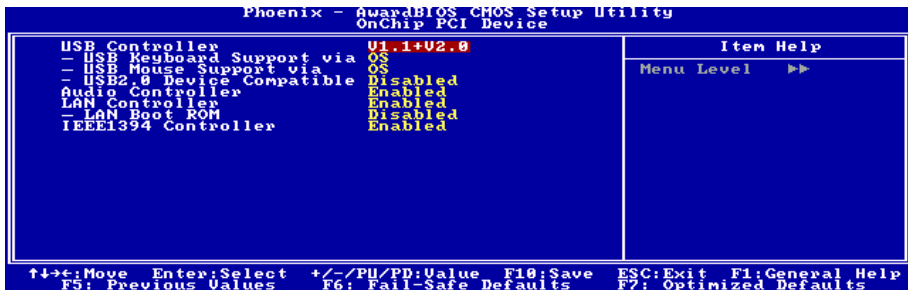 Phoenix - AwardBIOS CMOS Setup Utility
OnChip PCI Device
USB Controller V1.1+V2.0
- USB Keyboard Support via OS
- USB Mouse Support via OS
- USB2.0 Device Compatible Disabled
Audio Controller Enabled
LAN Controller Enabled
- LAN Boot ROM Disabled
IEEE1394 Controller Enabled
Item Help
Menu Level ▶▶
↑↓→←:Move Enter:Select +/-/PU/PD:Value F10:Save ESC:Exit F1:General Help
F5: Previous Values F6: Fail-Safe Defaults F7: Optimized Defaults